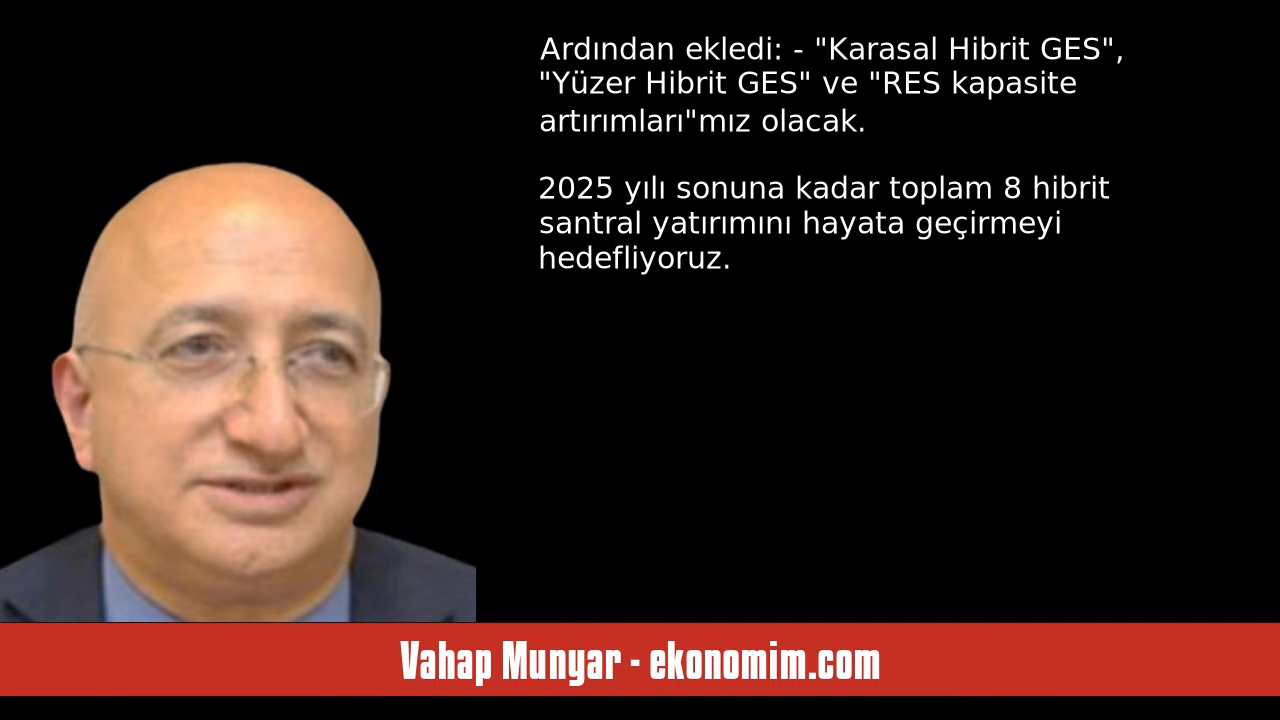 Ardından ekledi: - "Karasal Hibrit GES",
"Yüzer Hibrit GES" ve "RES kapasite
artırımları"mız olacak.
2025 yılı sonuna kadar toplam 8 hibrit
santral yatırımını hayata geçirmeyi
hedefliyoruz.
Vahap Munyar - ekonomim.com